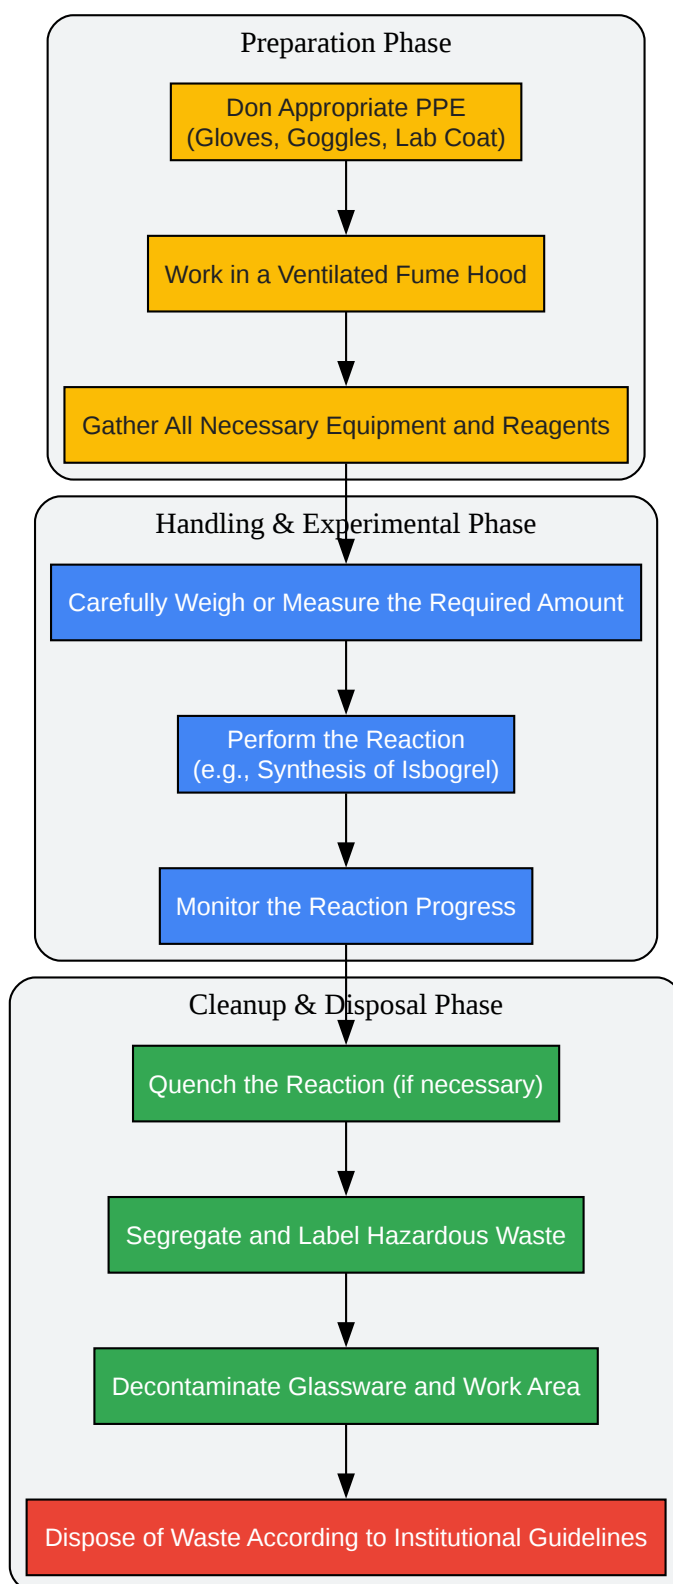 Preparation Phase
Don Appropriate PPE
(Gloves, Goggles, Lab Coat)
Work in a Ventilated Fume Hood
Gather All Necessary Equipment and Reagents
Handling & Experimental Phase
Carefully Weigh or Measure the Required Amount
Perform the Reaction
(e.g., Synthesis of Isbogrel)
Monitor the Reaction Progress
Cleanup & Disposal Phase
Quench the Reaction (if necessary)
Segregate and Label Hazardous Waste
Decontaminate Glassware and Work Area
Dispose of Waste According to Institutional Guidelines